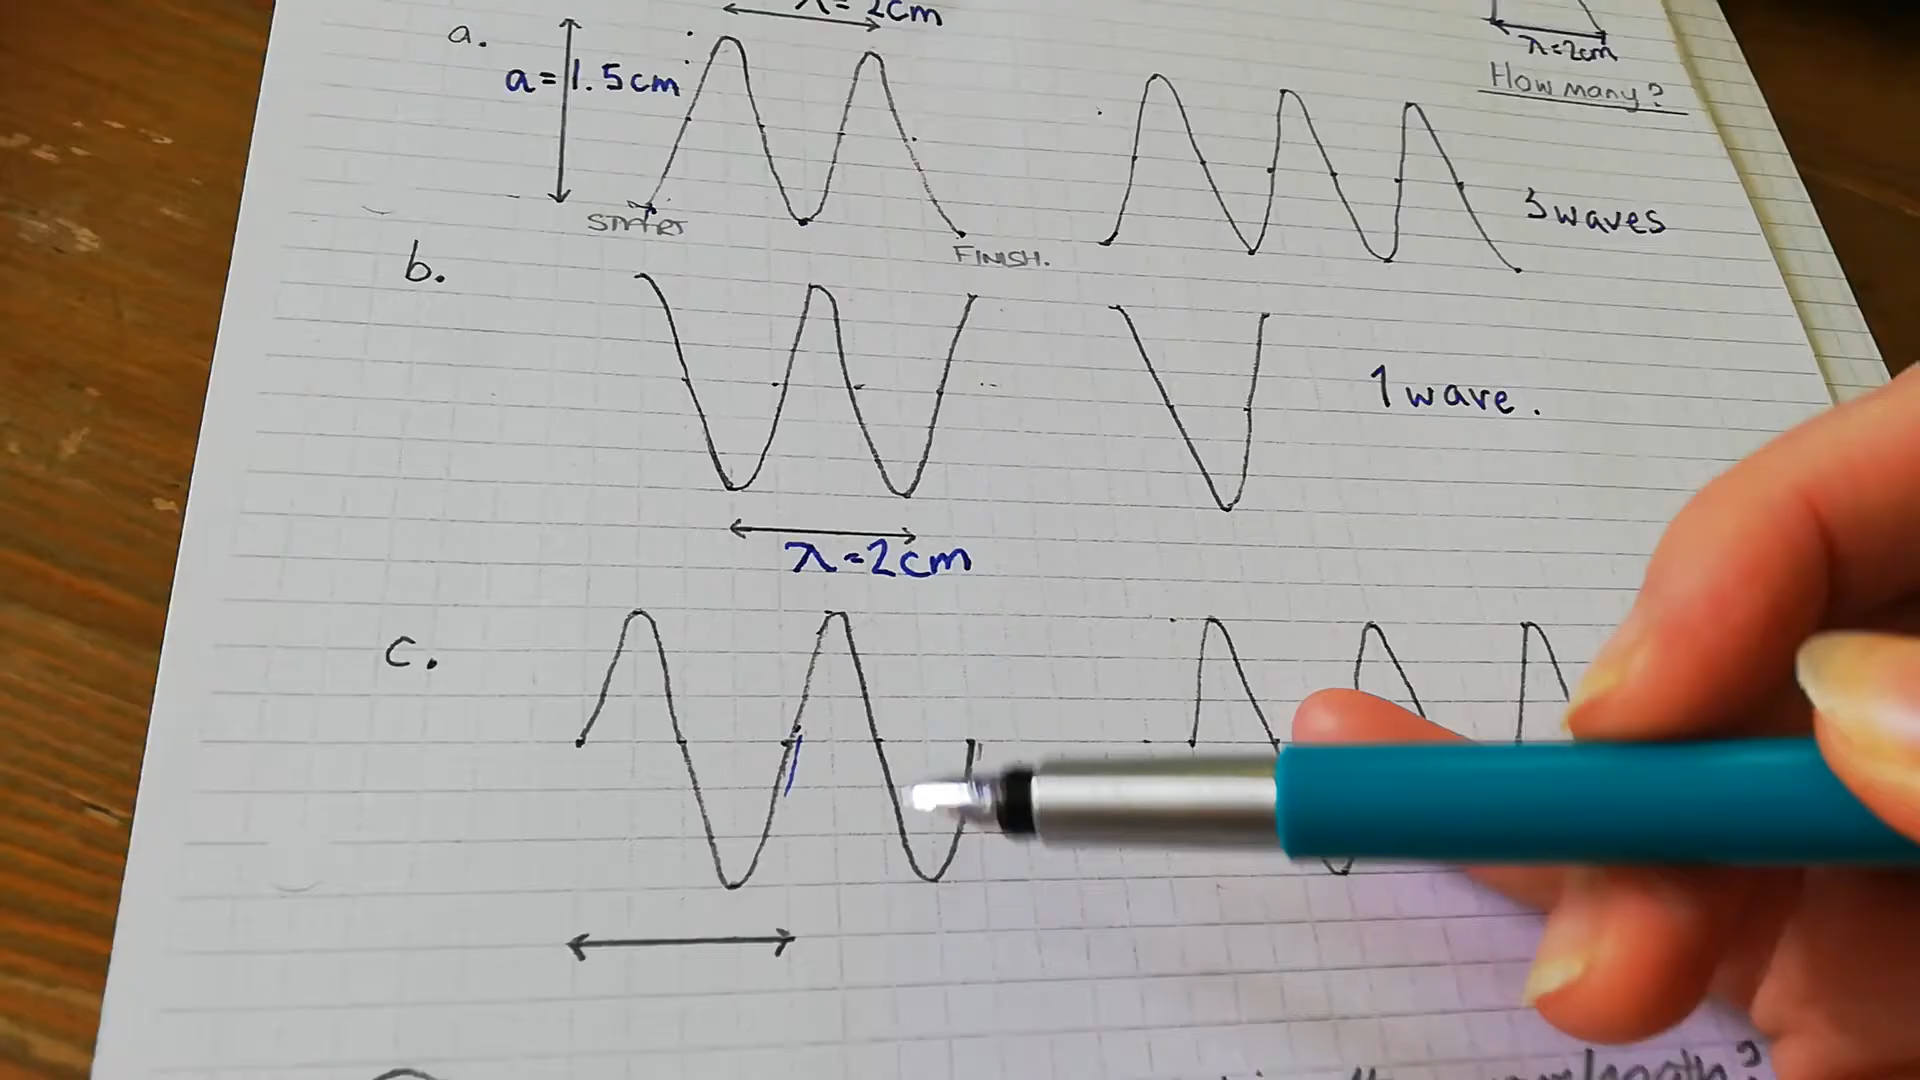 λ = 2cm
a.
a = 1.5cm
START
FINISH.
λ=2cm
How many?
3 waves
b.
1 wave.
λ=2cm
c.